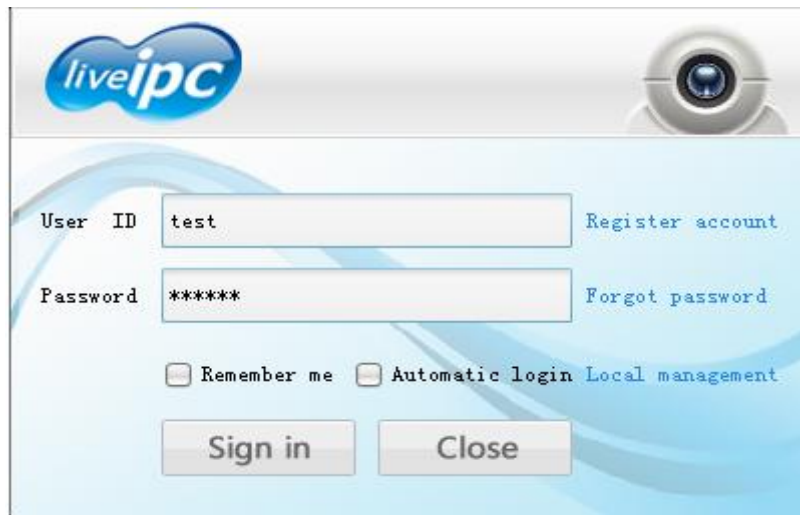 liveipc
User ID test Register account
Password ****** Forgot password
Remember me Automatic login Local management
Sign in Close